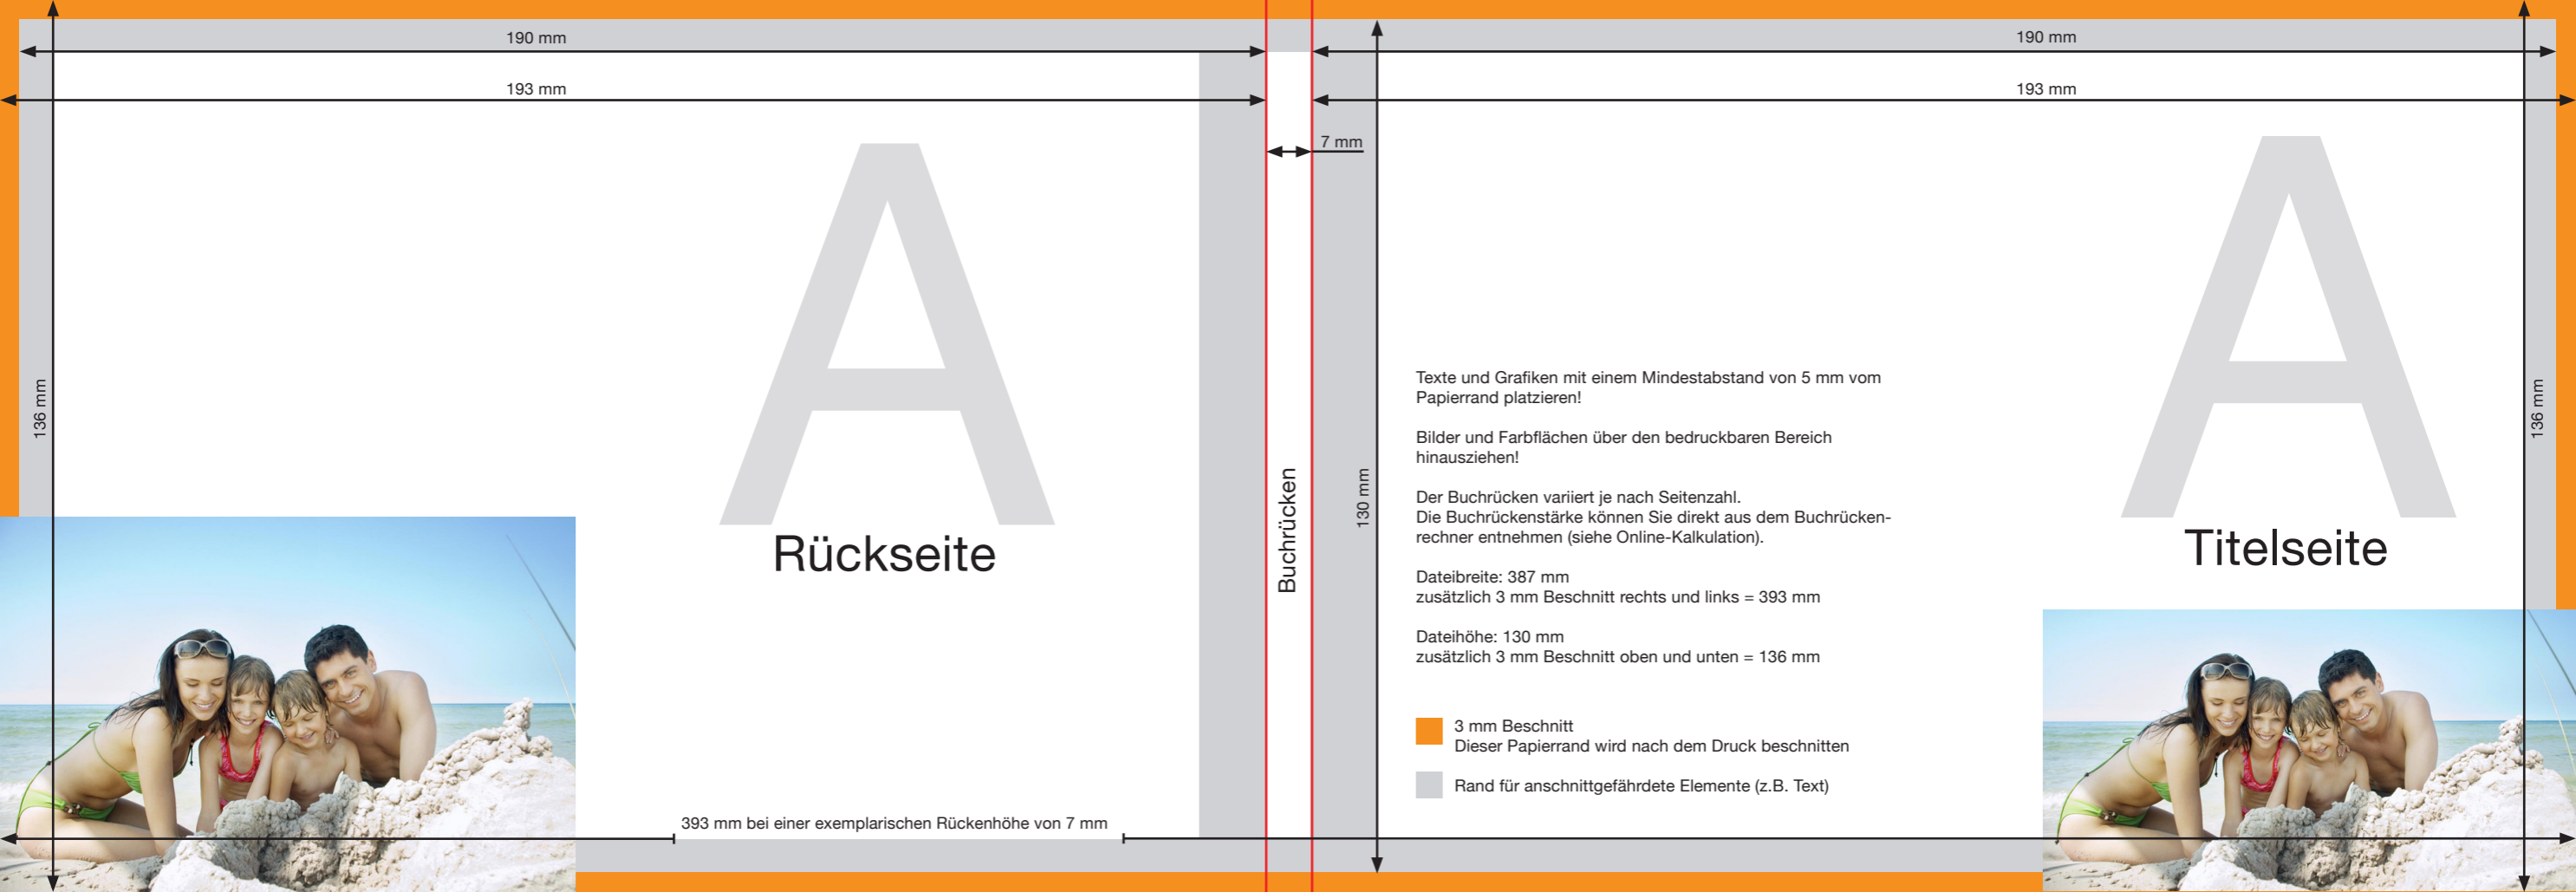 190 mm
190 mm
193 mm
193 mm
7 mm
A
A
136 mm
136 mm
130 mm
Rückseite
Buchrücken
Titelseite
Texte und Grafiken mit einem Mindestabstand von 5 mm vom
Papierrand platzieren!
Bilder und Farbflächen über den bedruckbaren Bereich
hinausziehen!
Der Buchrücken variiert je nach Seitenzahl.
Die Buchrückenstärke können Sie direkt aus dem Buchrücken-
rechner entnehmen (siehe Online-Kalkulation).
Dateibreite: 387 mm
zusätzlich 3 mm Beschnitt rechts und links = 393 mm
Dateihöhe: 130 mm
zusätzlich 3 mm Beschnitt oben und unten = 136 mm
3 mm Beschnitt
Dieser Papierrand wird nach dem Druck beschnitten
Rand für anschnittgefährdete Elemente (z.B. Text)
393 mm bei einer exemplarischen Rückenhöhe von 7 mm